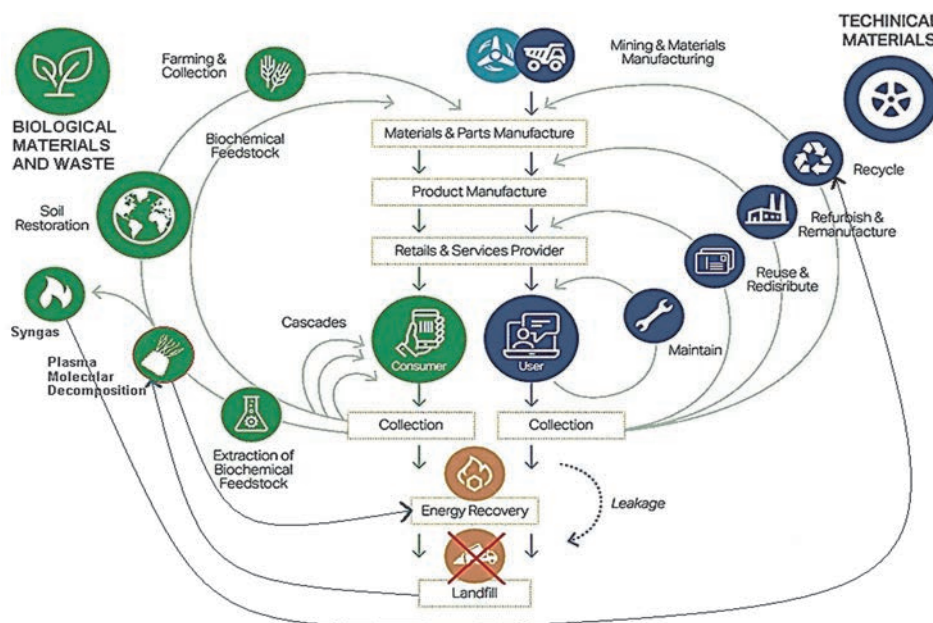 TECHINICAL
MATERIALS
Farming &
Collection
Mining & Materials
Manufacturing
BIOLOGICAL
MATERIALS
AND WASTE
Biochemical
Feedstock
Materials & Parts Manufacture
Recycle
Product Manufacture
Soil
Restoration
Refurbish &
Remanufacture
Retails & Services Provider
Reuse &
Redisribute
Syngas
Cascades
Consumer
User
Maintain
Plasma
Molecular
Decomposition
Collection
Collection
Extraction of
Biochemical
Feedstock
Energy Recovery
Leakage
Landfill